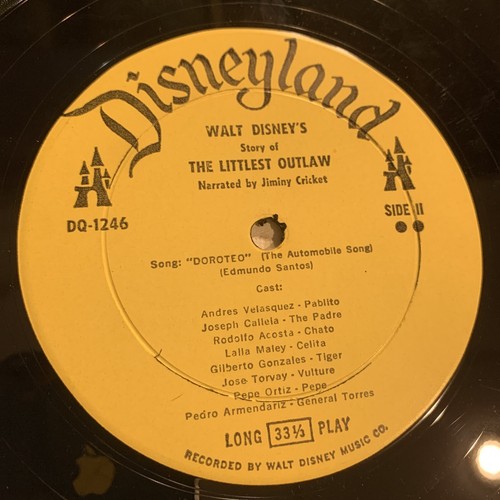 Disneyland
WALT DISNEY'S
Story of
THE LITTLEST OUTLAW
Narrated by Jiminy Cricket
DQ-1246
SIDE II
Song: "DOROTEO" (The Automobile Song)
(Edmundo Santos)
Cast:
Andres Velasquez - Pablito
Joseph Calleia - The Padre
Rodolfo Acosta - Chato
Lalla Maley - Celita
Gilberto Gonzales - Tiger
Jose Torvay - Vulture
Pepe Ortiz - Pepe
Pedro Armendariz - General Torres
LONG 33⅓ PLAY
RECORDED BY WALT DISNEY MUSIC CO.